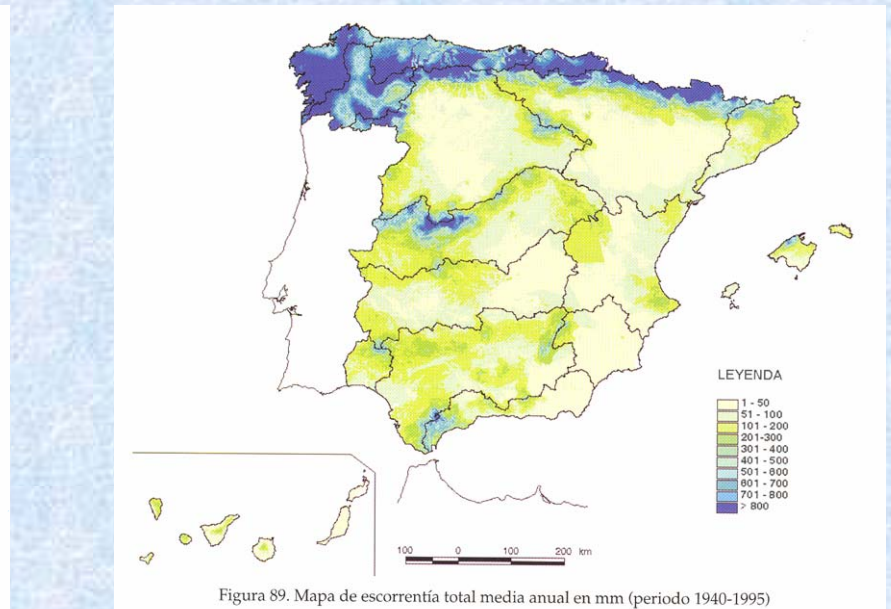 LEYENDA
1 - 50
51 - 100
101 - 200
201-300
301 - 400
401 - 500
501 - 600
601 - 700
701 - 800
> 800
100 0 100 200 km
Figura 89. Mapa de escorrentía total media anual en mm (periodo 1940-1995)